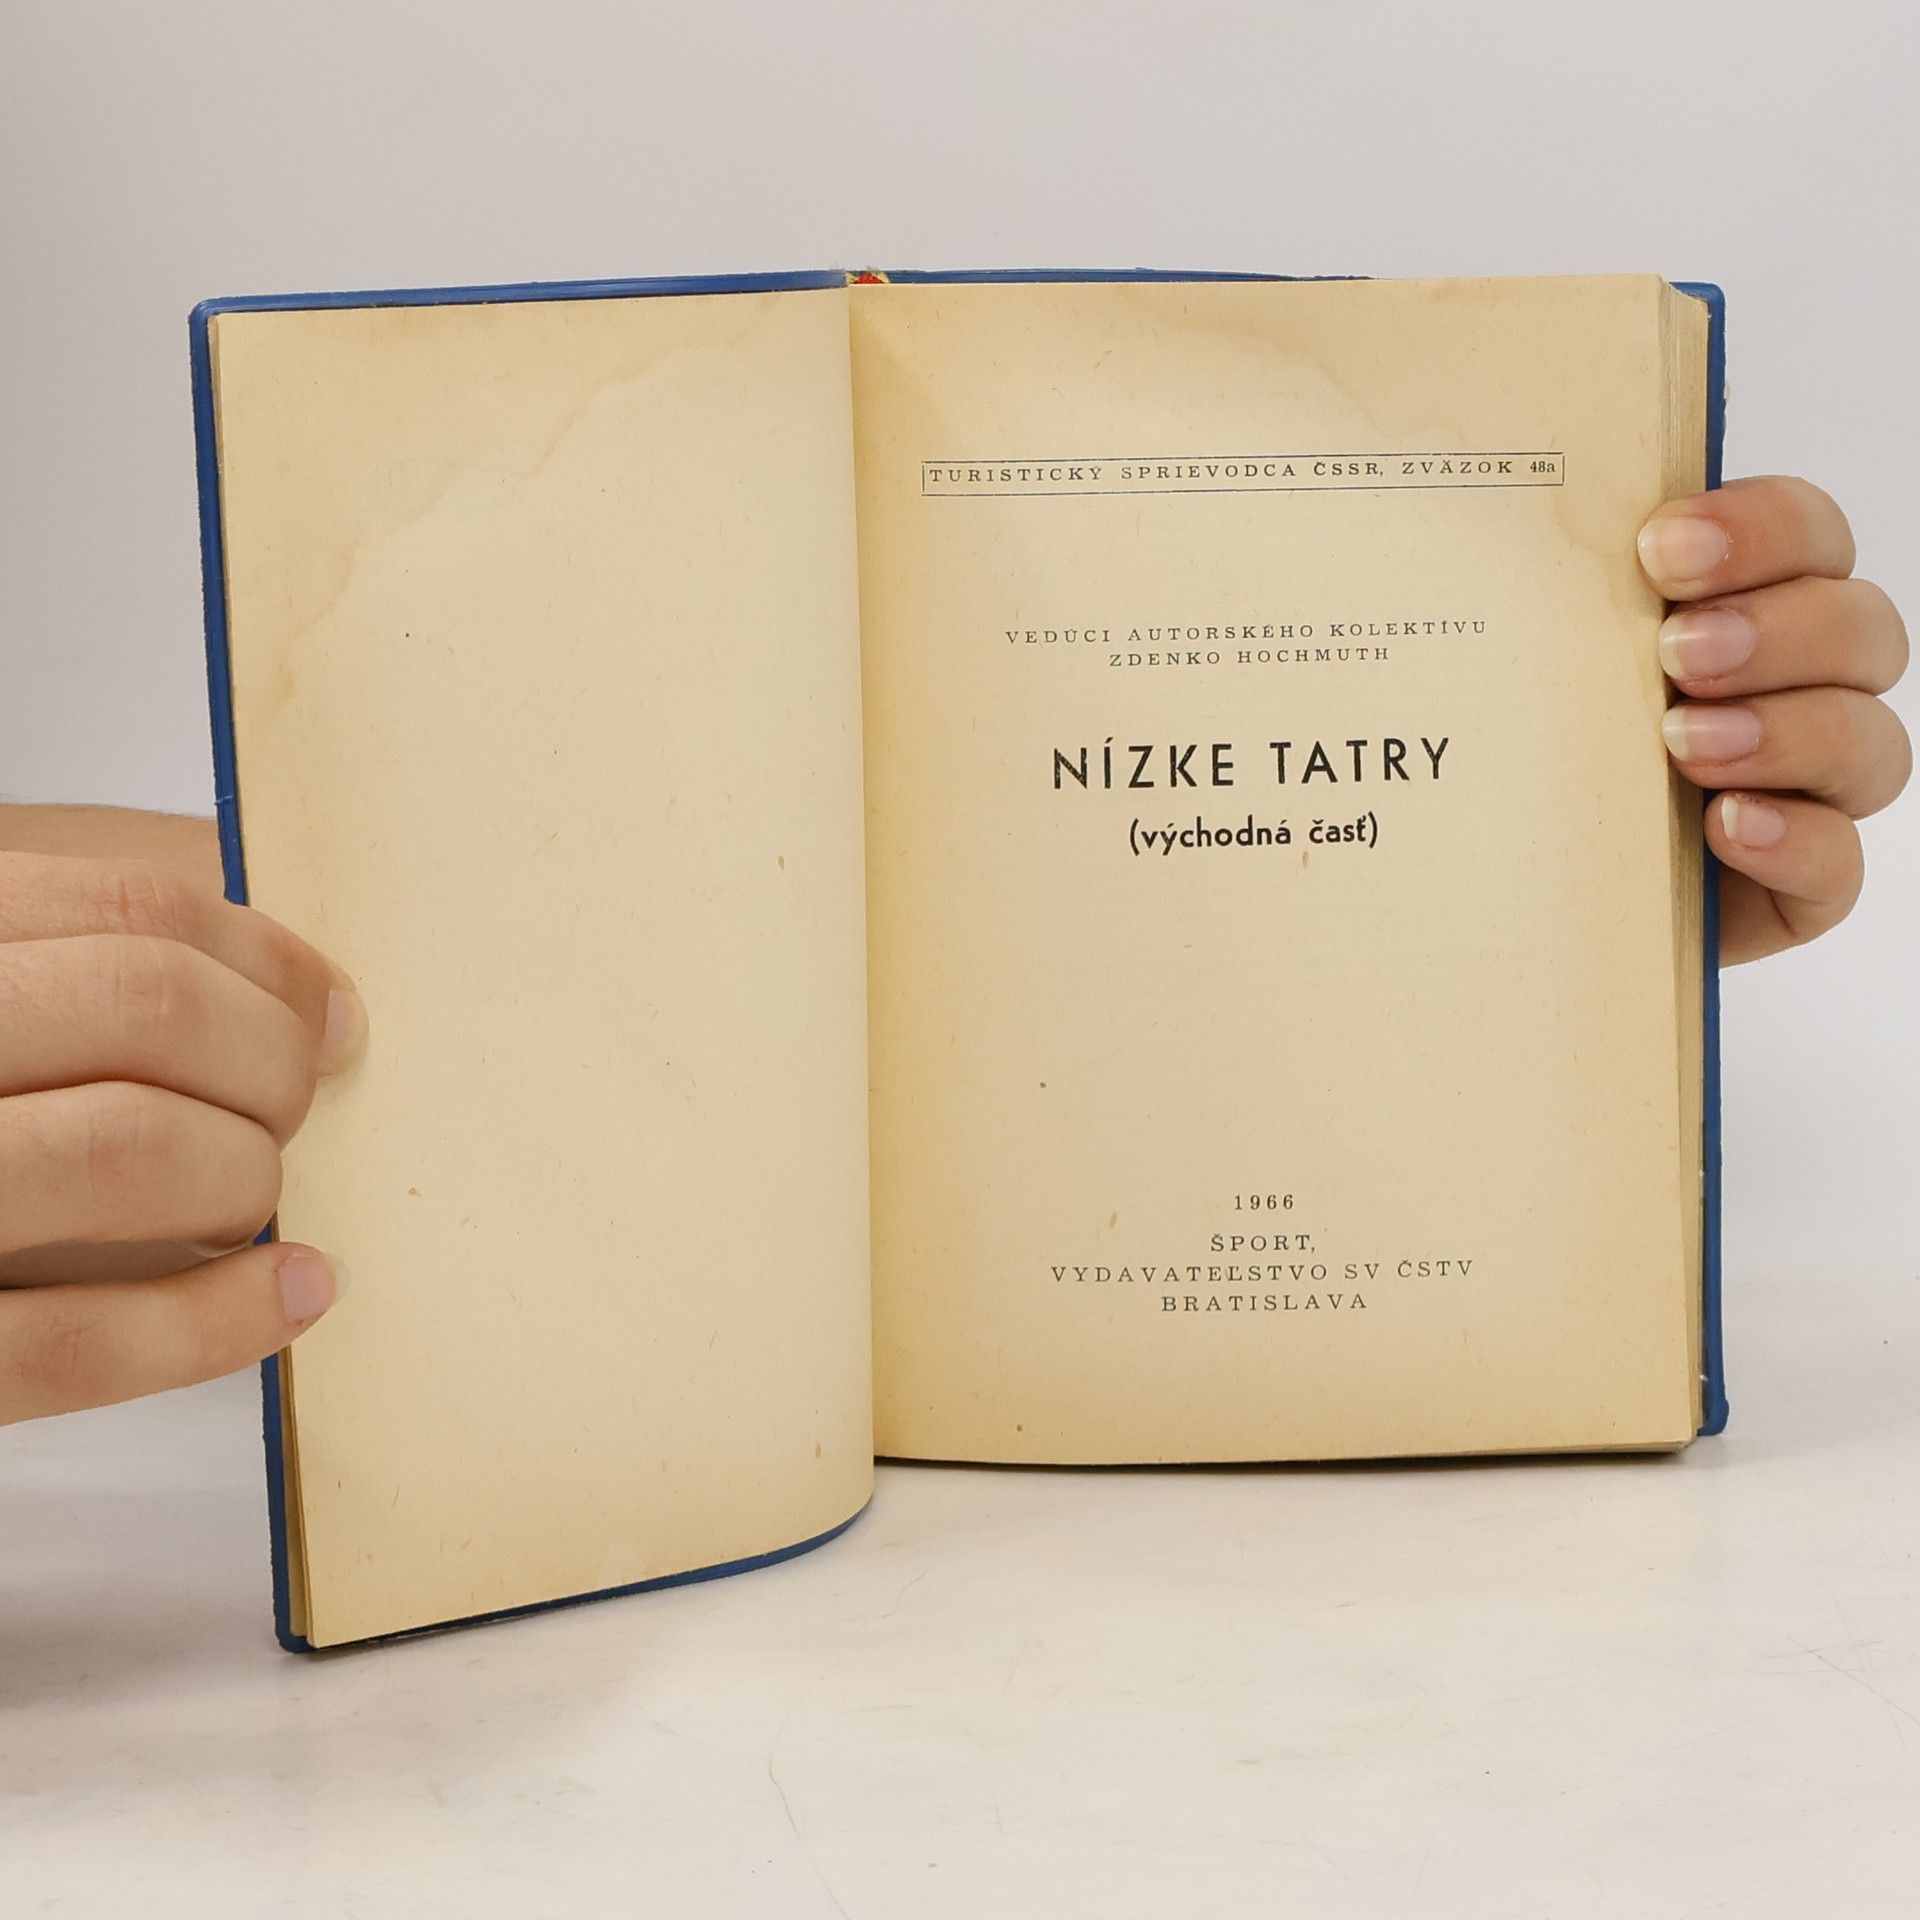 TURISTICKÝ SPRIEVODCA ČSSR, ZVÄZOK 48a
VEDÚCI AUTORSKÉHO KOLEKTÍVU
ZDENKO HOCHMUTH
NÍZKE TATRY
(východná časť)
1966
ŠPORT,
VYDAVATEĽSTVO SV ČSTV
BRATISLAVA